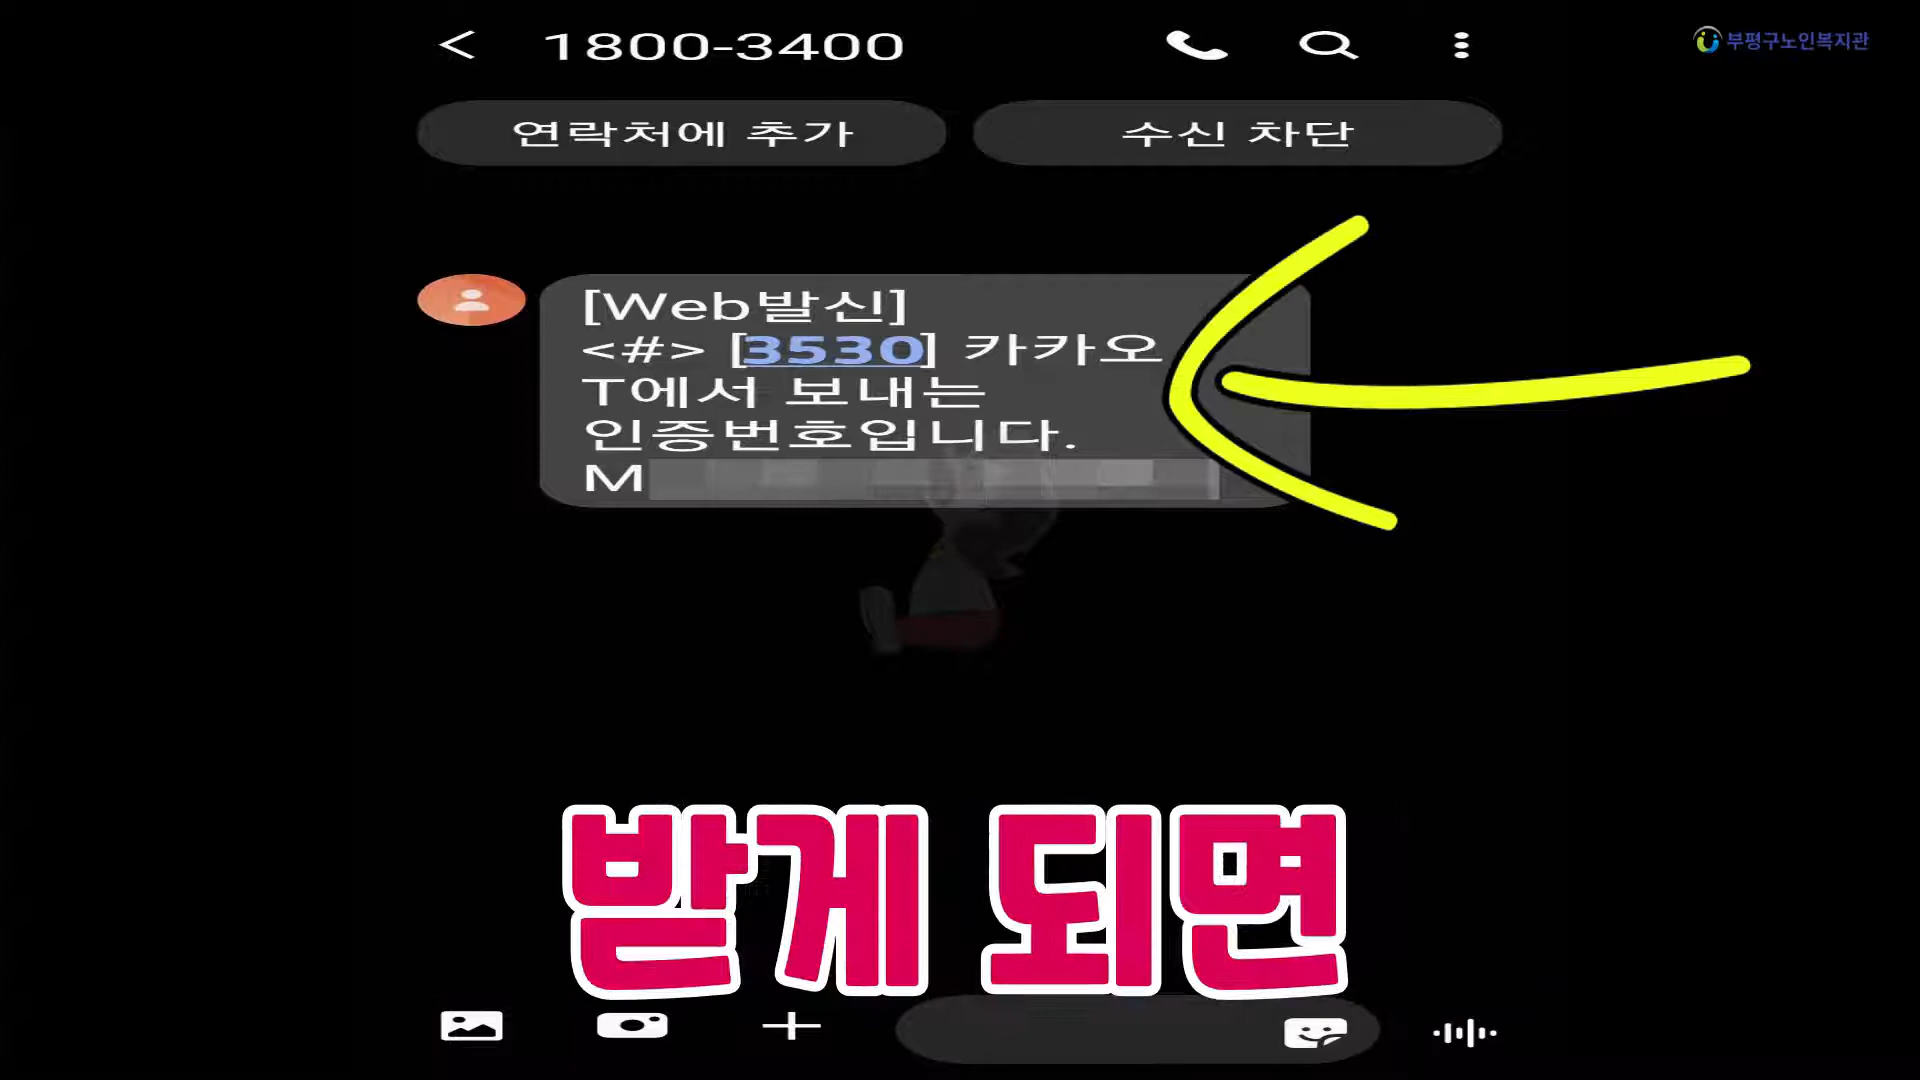 1800-3400
부평구노인복지관
연락처에 추가
수신 차단
[Web발신]
<#> [3530] 카카오
T에서 보내는
인증번호입니다.
M
받게 되면